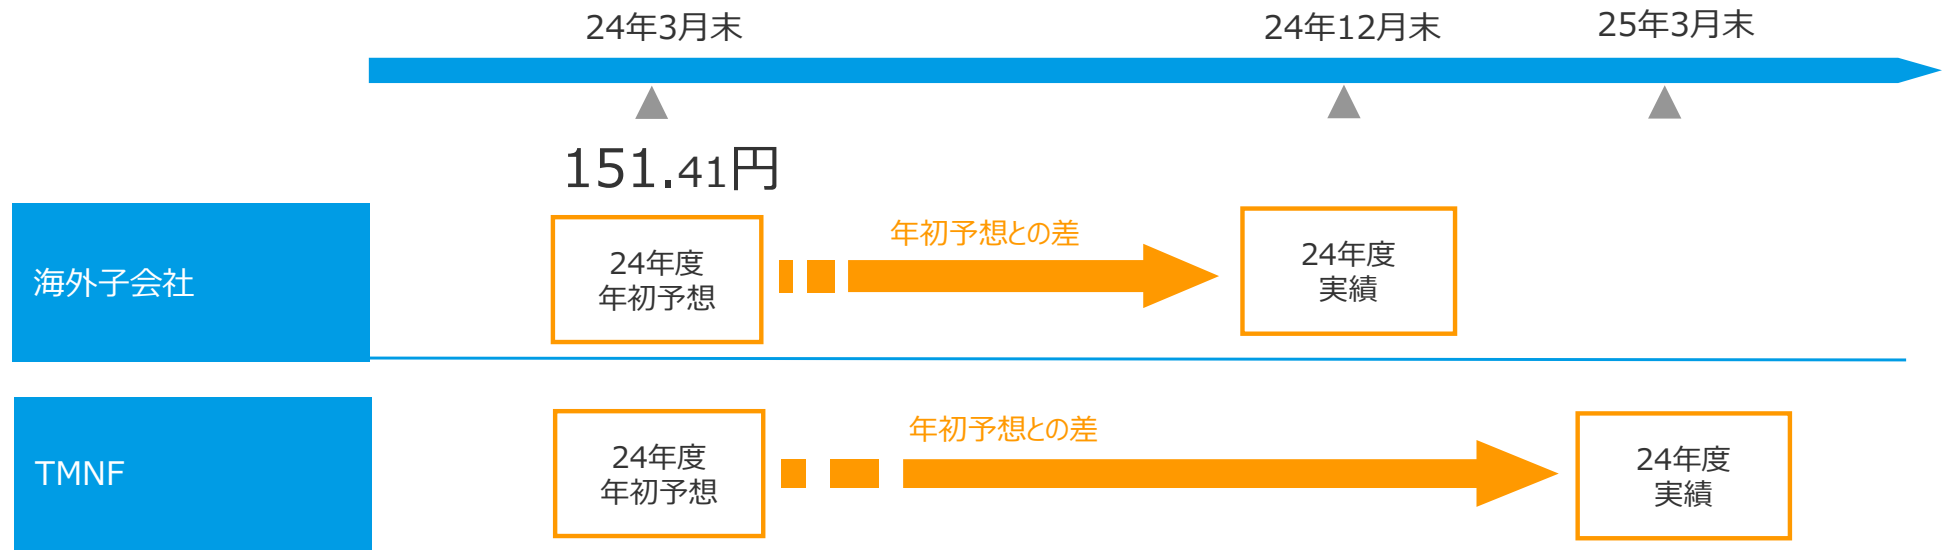 24年3月末
24年12月末
25年3月末
151.41円
海外子会社
24年度
年初予想
年初予想との差
24年度
実績
TMNF
24年度
年初予想
年初予想との差
24年度
実績